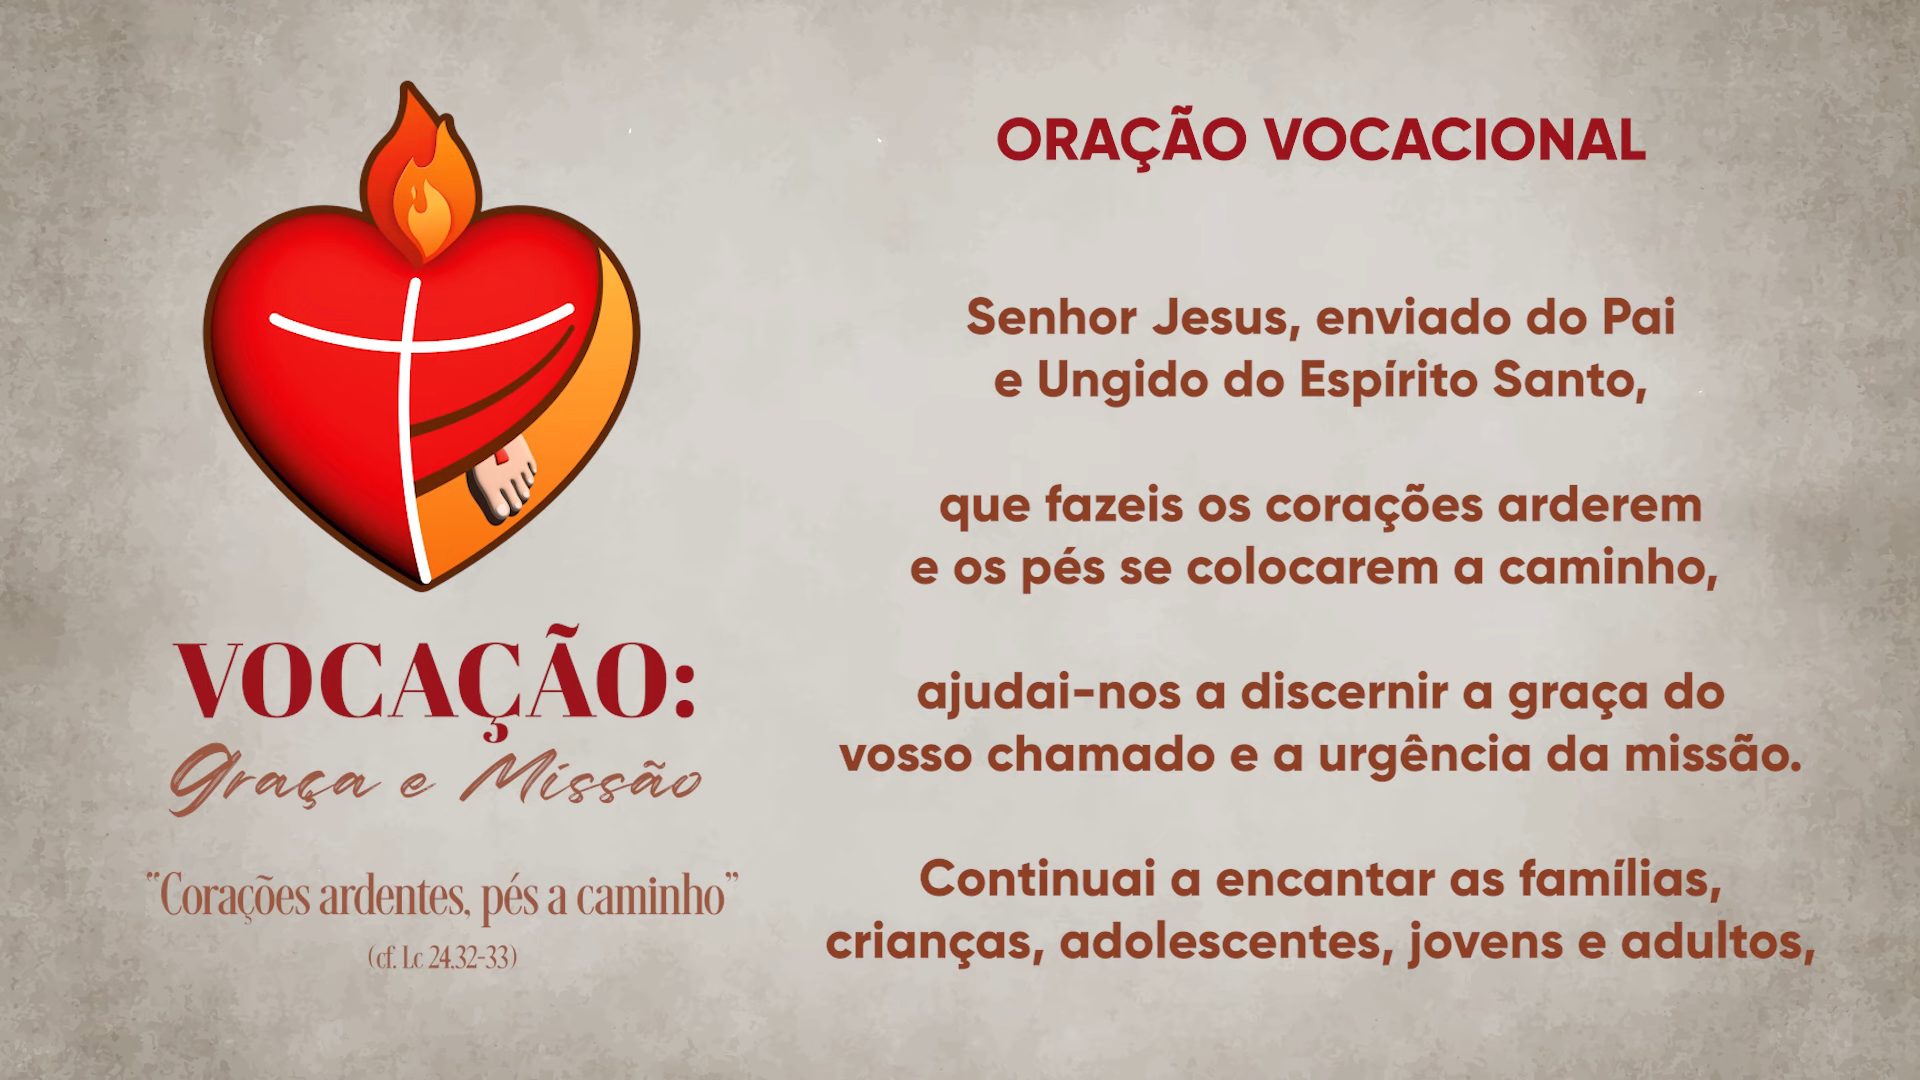 VOCAÇÃO:
Graça e Missão
“Corações ardentes, pés a caminho”
(cf. Lc 24,32-33)
ORAÇÃO VOCACIONAL
Senhor Jesus, enviado do Pai
e Ungido do Espírito Santo,
que fazeis os corações arderem
e os pés se colocarem a caminho,
ajudai-nos a discernir a graça do
vosso chamado e a urgência da missão.
Continuai a encantar as famílias,
crianças, adolescentes, jovens e adultos,